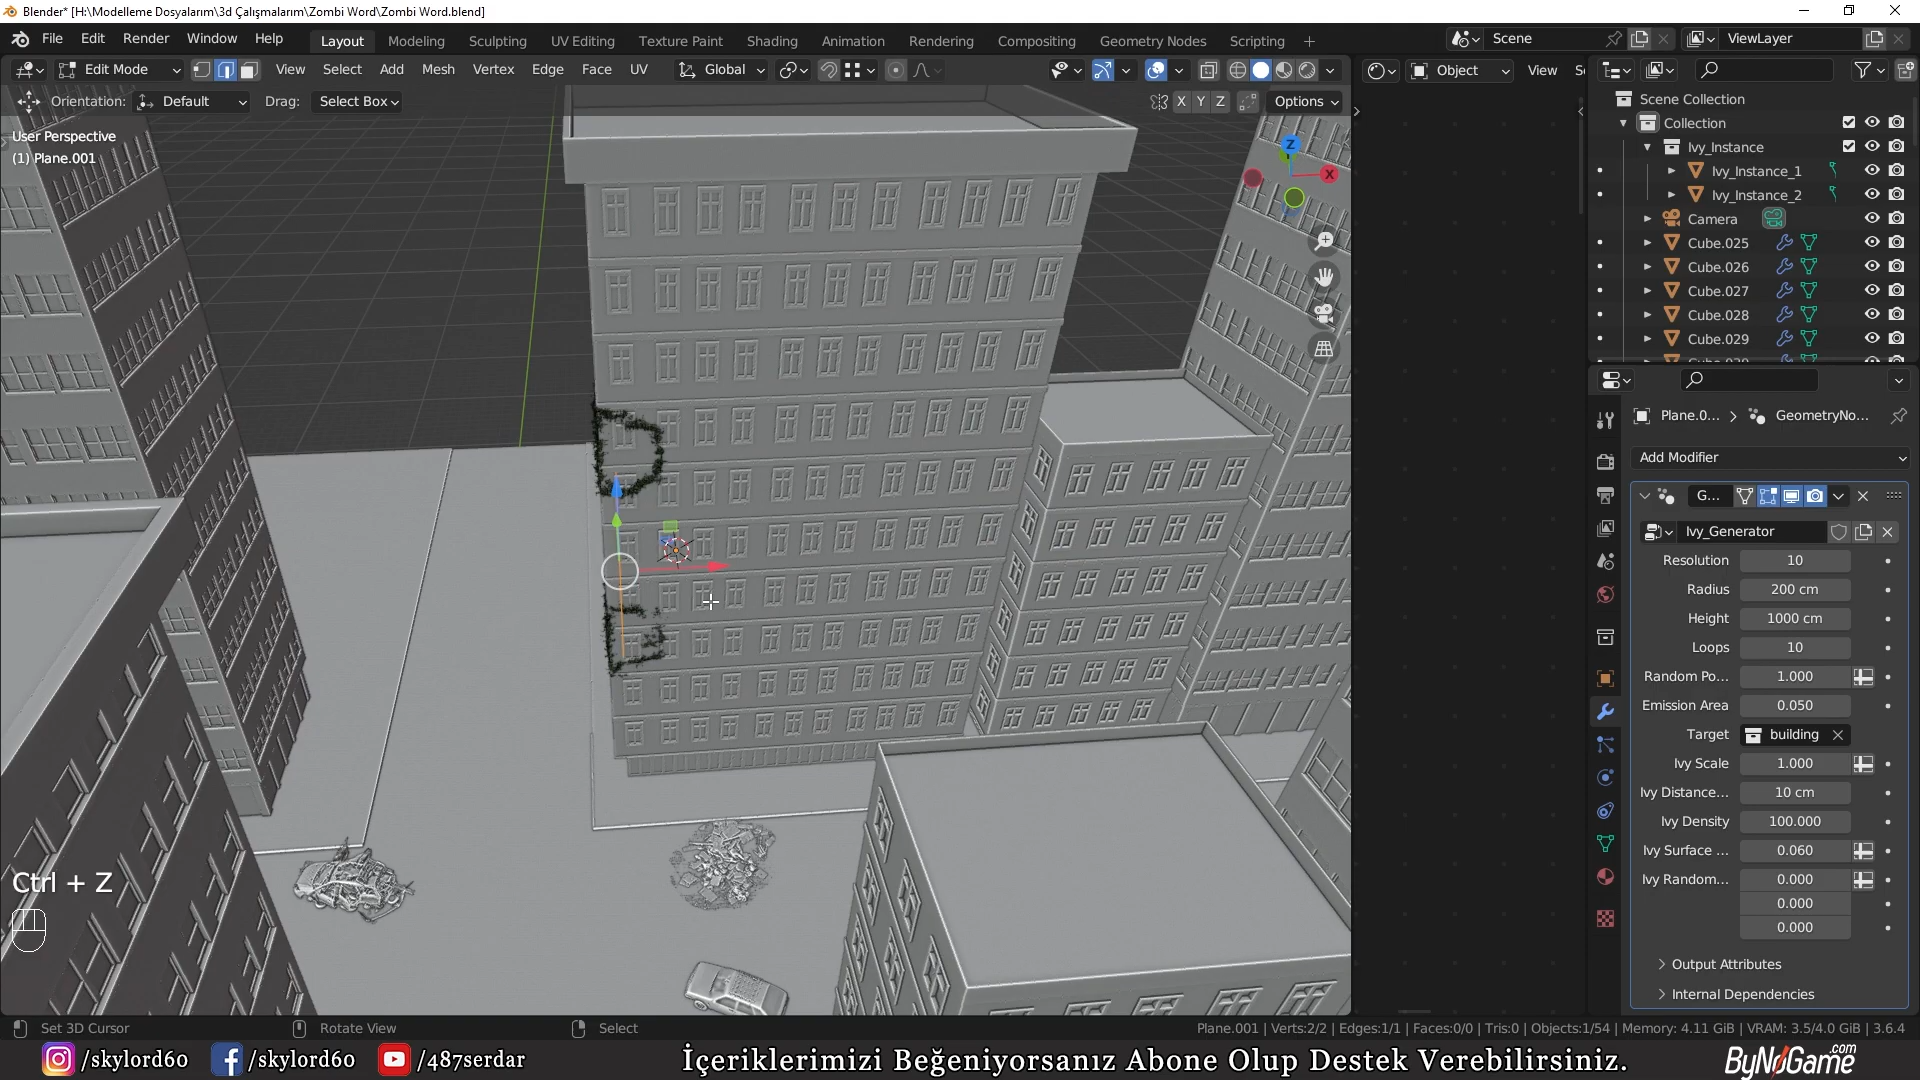 Blender* [H:\Modelleme Dosyalarım\3d Çalışmalarım\Zombi Word\Zombi Word.blend]
File Edit Render Window Help Layout Modeling Sculpting UV Editing Texture Paint Shading Animation Rendering Compositing Geometry Nodes Scripting + Scene ViewLayer
Edit Mode View Select Add Mesh Vertex Edge Face UV Global Object View
Orientation: Default Drag: Select Box X Y Z Options
User Perspective
(1) Plane.001
Z
X
Scene Collection
Collection
Ivy_Instance
Ivy_Instance_1
Ivy_Instance_2
Camera
Cube.025
Cube.026
Cube.027
Cube.028
Cube.029
Plane.0... GeometryNo...
Add Modifier
G...
Ivy_Generator
Resolution 10
Radius 200 cm
Height 1000 cm
Loops 10
Random Po... 1.000
Emission Area 0.050
Target building
Ivy Scale 1.000
Ivy Distance... 10 cm
Ivy Density 100.000
Ivy Surface ... 0.060
Ivy Random... 0.000
0.000
0.000
Output Attributes
Internal Dependencies
Ctrl + Z
Set 3D Cursor Rotate View Select Plane.001 | Verts:2/2 | Edges:1/1 | Faces:0/0 | Tris:0 | Objects:1/54 | Memory: 4.11 GiB | VRAM: 3.5/4.0 GiB | 3.6.4
/skylord60 /skylord60 /487serdar İçeriklerimizi Beğeniyorsanız Abone Olup Destek Verebilirsiniz. ByNoGame.com